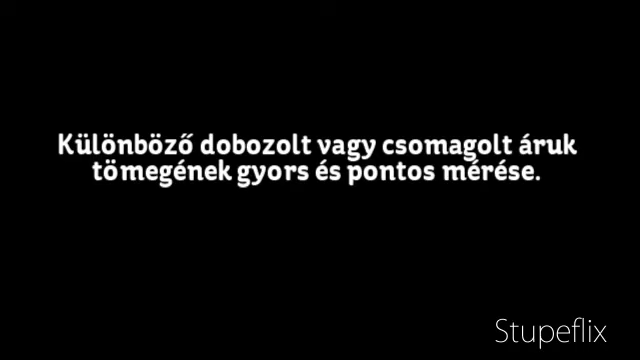 Különböző dobozolt vagy csomagolt áruk
tömegének gyors és pontos mérése.
Stupeflix